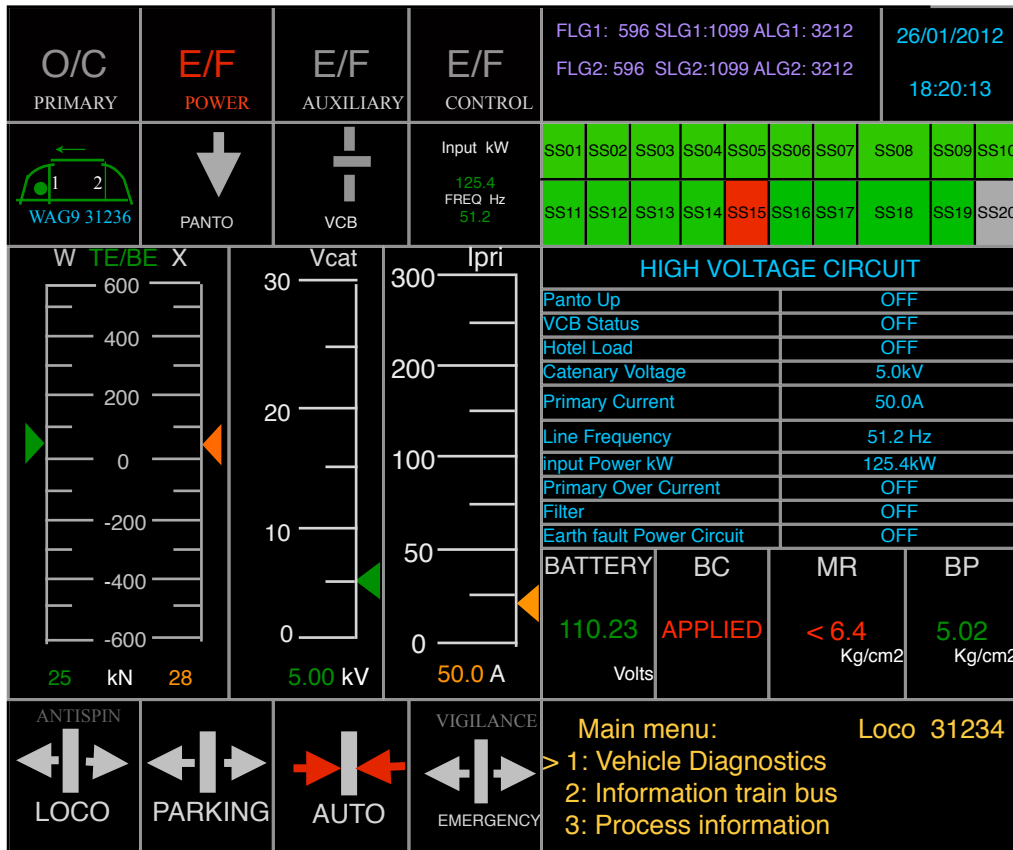 O/C
PRIMARY
E/F
POWER
E/F
AUXILIARY
E/F
CONTROL
FLG1: 596 SLG1:1099 ALG1: 3212
FLG2: 596 SLG2:1099 ALG2: 3212
26/01/2012
18:20:13
1 2
WAG9 31236
PANTO
VCB
Input kW
125.4
FREQ Hz
51.2
SS01 SS02 SS03 SS04 SS05 SS06 SS07 SS08 SS09 SS10
SS11 SS12 SS13 SS14 SS15 SS16 SS17 SS18 SS19 SS20
W TE/BE X
600
400
200
0
-200
-400
-600
25 kN 28
Vcat
30
20
10
0
5.00 kV
Ipri
300
200
100
50
0
50.0 A
HIGH VOLTAGE CIRCUIT
Panto Up OFF
VCB Status OFF
Hotel Load OFF
Catenary Voltage 5.0kV
Primary Current 50.0A
Line Frequency 51.2 Hz
input Power kW 125.4kW
Primary Over Current OFF
Filter OFF
Earth fault Power Circuit OFF
BATTERY
110.23
Volts
BC
APPLIED
MR
< 6.4
Kg/cm2
BP
5.02
Kg/cm2
ANTISPIN
LOCO
PARKING
AUTO
VIGILANCE
EMERGENCY
Main menu: Loco 31234
> 1: Vehicle Diagnostics
2: Information train bus
3: Process information